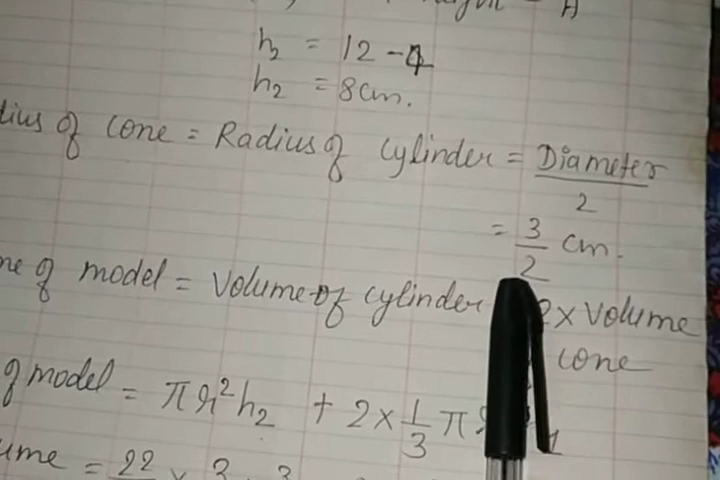 h₂ = 12 - 4
h₂ = 8cm.
of cone = Radius of cylinder = Diameter
2
= 3/2 cm.
of model = Volume of cylinder 2 x Volume
cone
of model = πr²h₂ + 2 x 1/3 π
= 22